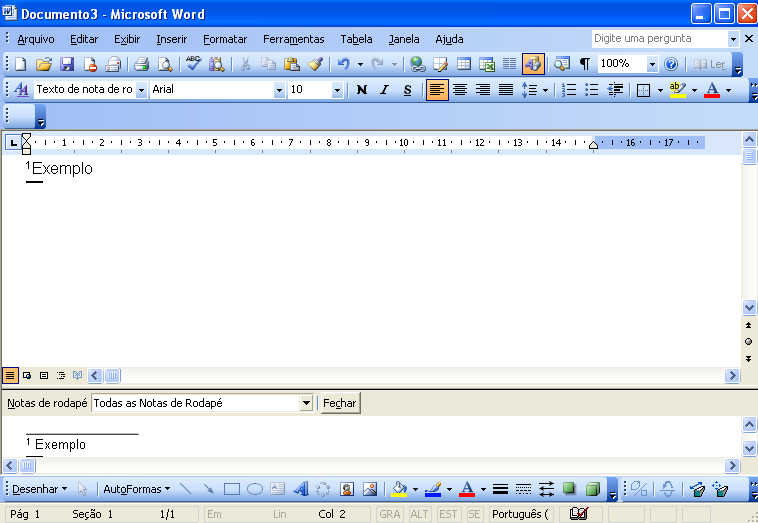 Documento3 - Microsoft Word
Arquivo Editar Exibir Inserir Formatar Ferramentas Tabela Janela Ajuda Digite uma pergunta
100% Ler
Texto de nota de ro Arial 10 N I S
1 2 3 4 5 6 7 8 9 10 11 12 13 14 16 17
1Exemplo
Notas de rodapé Todas as Notas de Rodapé Fechar
1 Exemplo
Desenhar AutoFormas
Pág 1 Seção 1 1/1 Em Lin Col 2 GRA ALT EST SE Português (